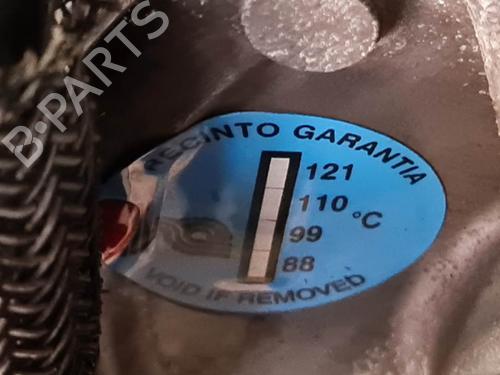 B-PARTS
RECINTO GARANTIA
121
110
°C
99
88
VOID IF REMOVED